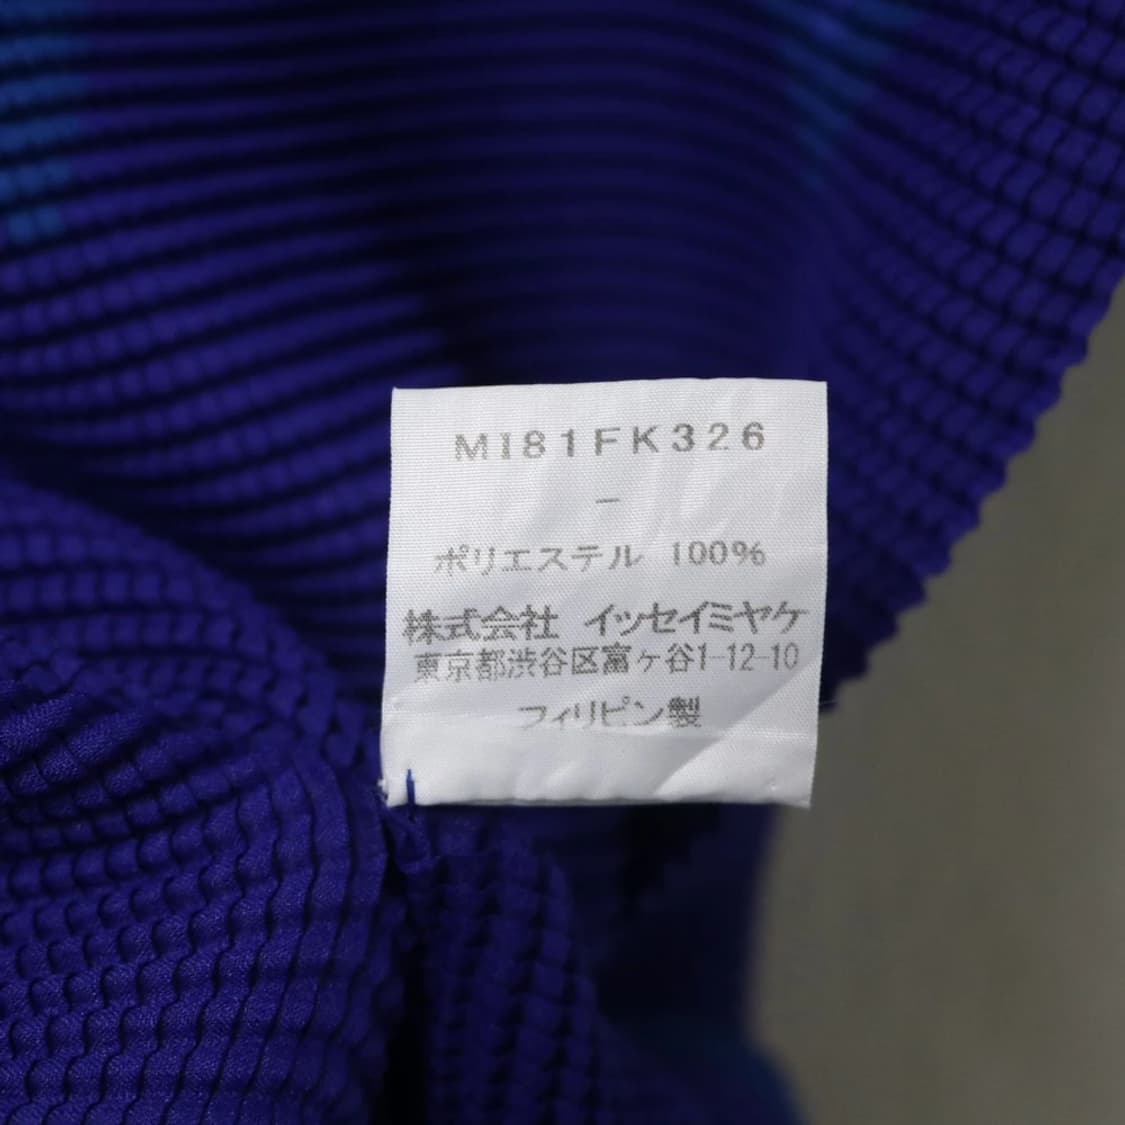 MI81FK326
–
ポリエステル 100%
株式会社 イッセイミヤケ
東京都渋谷区富ヶ谷1-12-10
フィリピン製